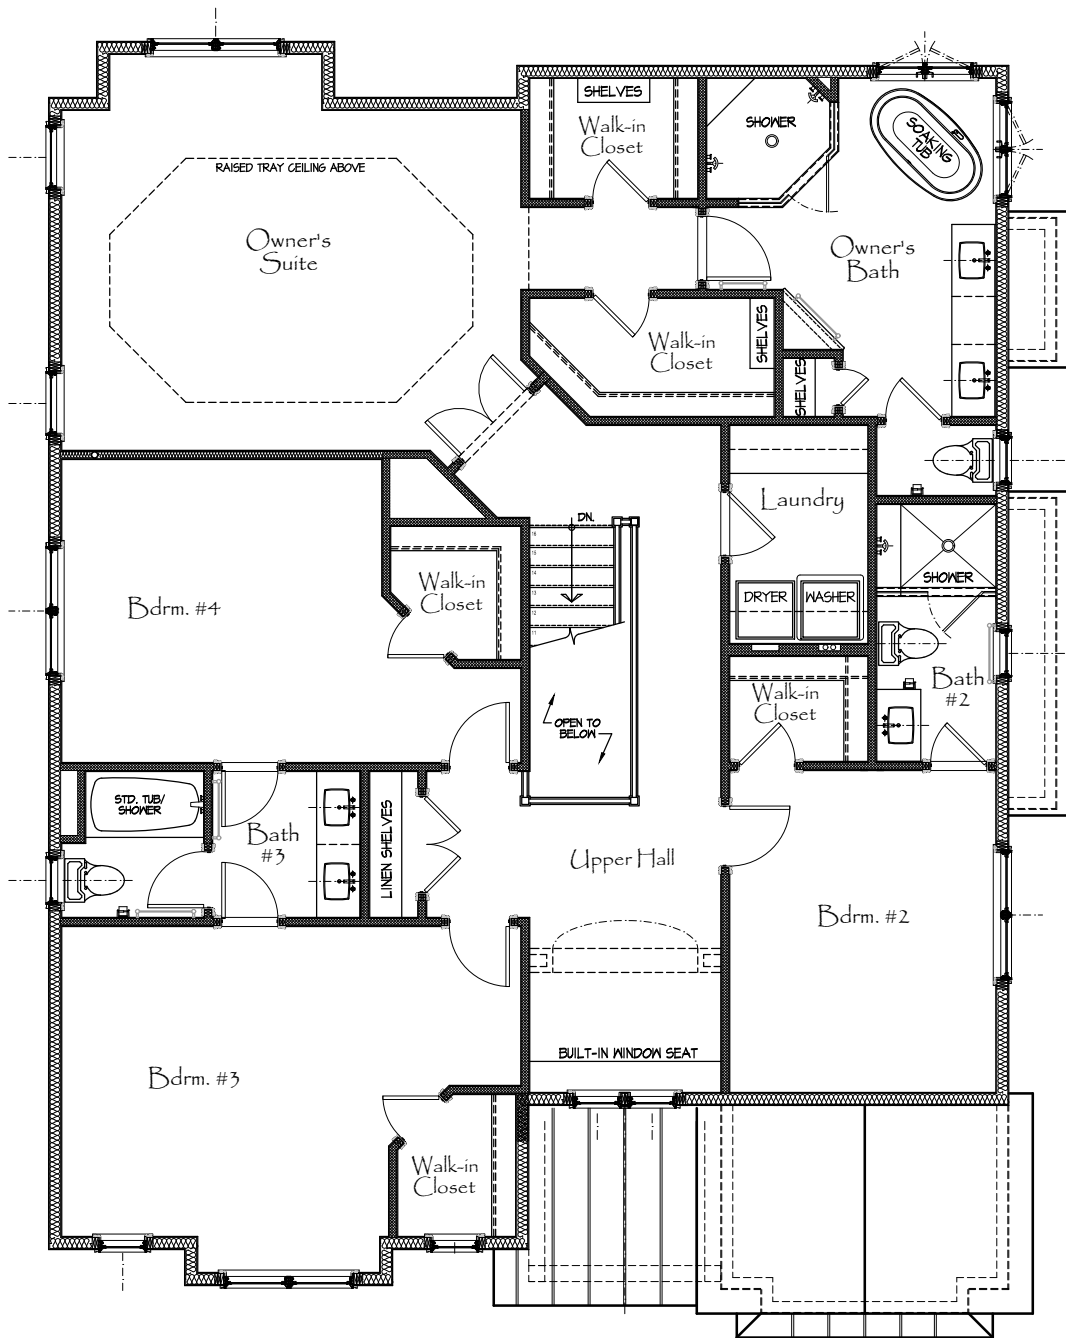 SHELVES
Walk-in
Closet
SHOWER
SOAKING
TUB
RAISED TRAY CEILING ABOVE
Owner's
Suite
Owner's
Bath
Walk-in
Closet
SHELVES
SHELVES
Laundry
DN.
Walk-in
Closet
Bdrm. #4
DRYER
WASHER
SHOWER
Bath
#2
Walk-in
Closet
OPEN TO
BELOW
STD. TUB/
SHOWER
Bath
#3
LINEN SHELVES
Upper Hall
Bdrm. #2
BUILT-IN WINDOW SEAT
Bdrm. #3
Walk-in
Closet